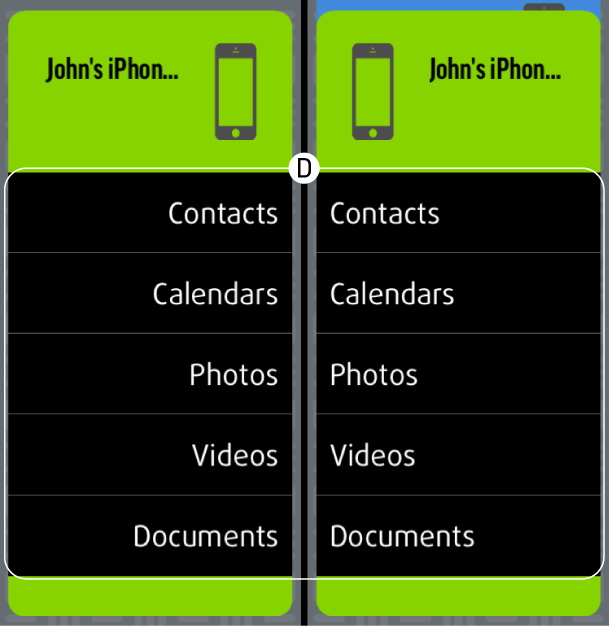 John's iPhon... John's iPhon...
D
Contacts Contacts
Calendars Calendars
Photos Photos
Videos Videos
Documents Documents